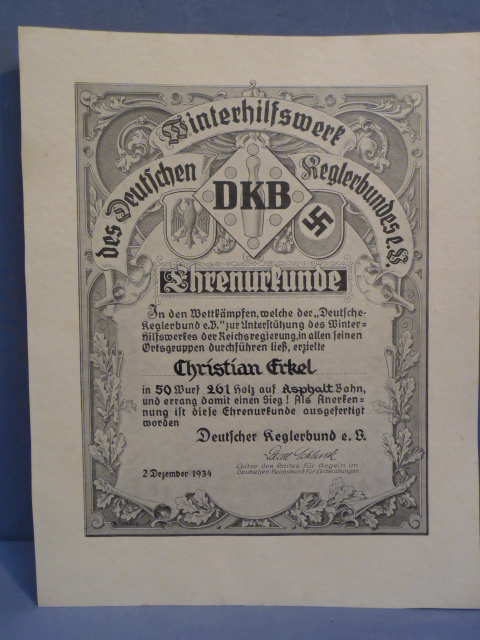 Winterhilfswerk
des Deutschen Keglerbundes e.V.
DKB
Ehrenurkunde
In den Wettkämpfen, welche der „Deutsche-
Keglerbund e.V.“ zur Unterstützung des Winter-
hilfswerkes der Reichsregierung, in allen seinen
Ortsgruppen durchführen ließ, erzielte
Christian Erkel
in 50 Wurf 261 Holz auf Asphalt Bahn,
und errang damit einen Sieg! Als Anerken-
nung ist diese Ehrenurkunde ausgefertigt
worden
Deutscher Keglerbund e. V.
Leiter des Amtes für Kegeln im
2 Dezember 1934
Deutschen Reichsbund für Leibesübungen